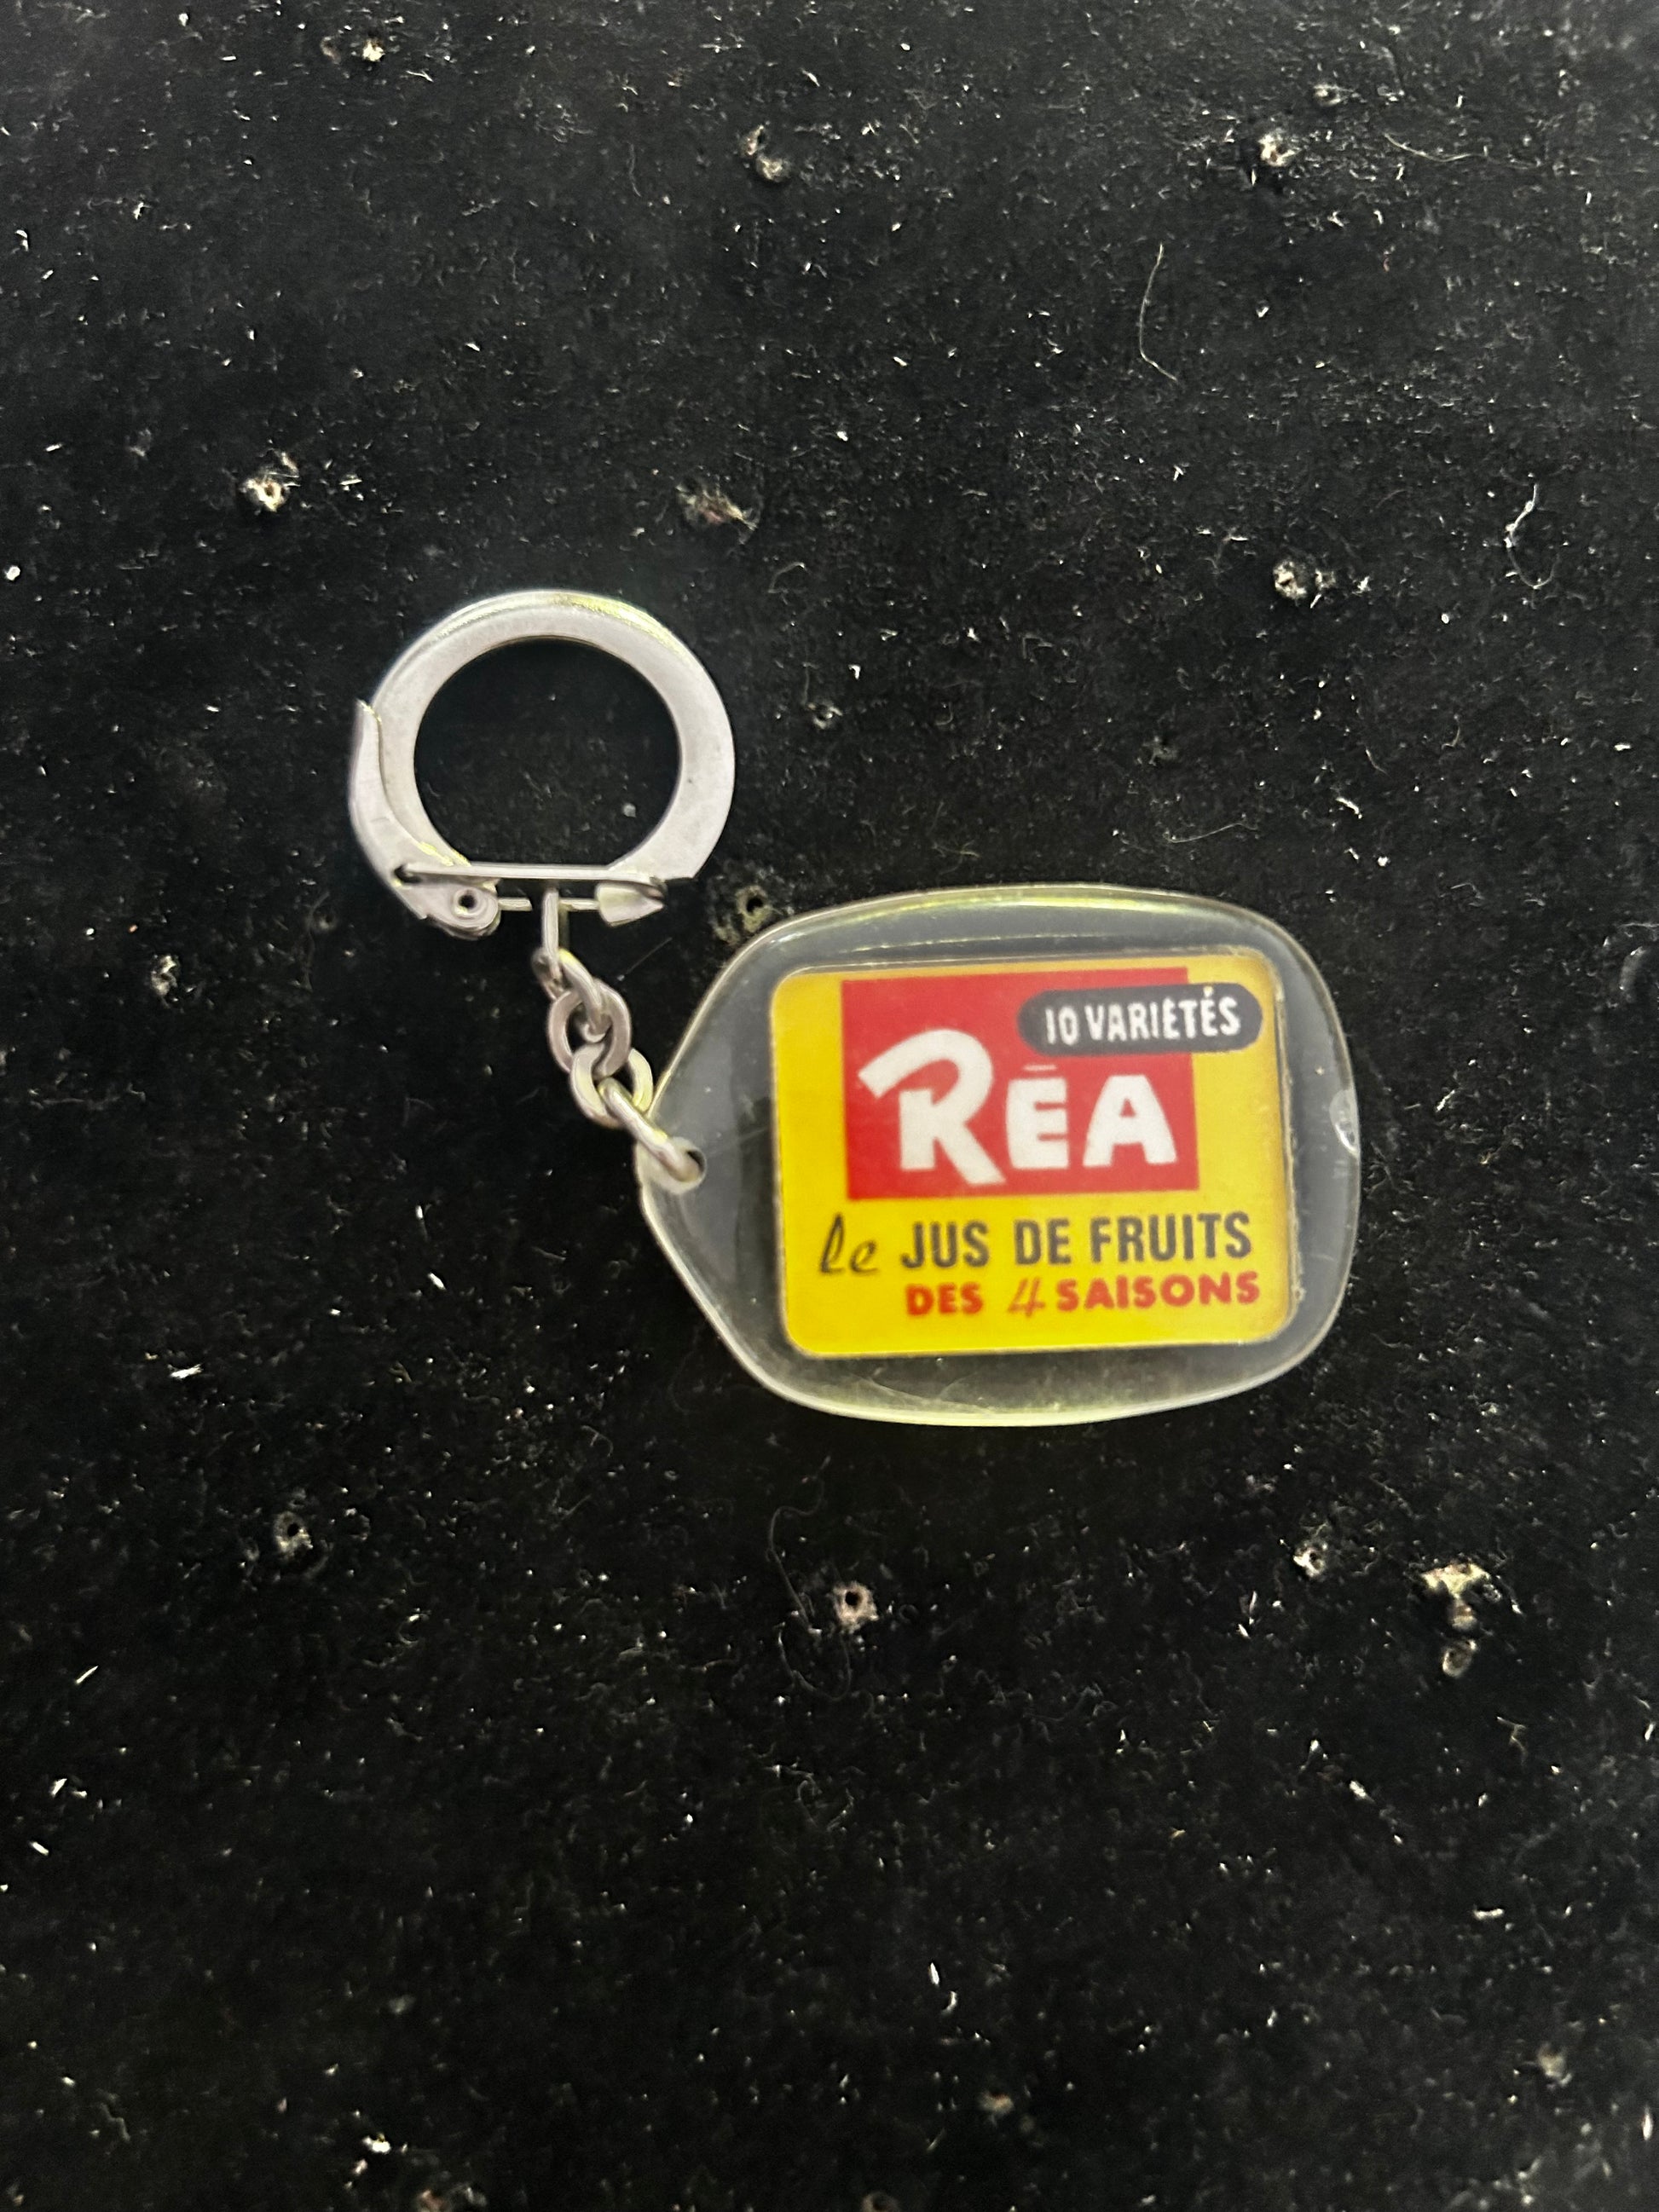 10 VARIÉTÉS
RÉA
le JUS DE FRUITS
DES 4 SAISONS